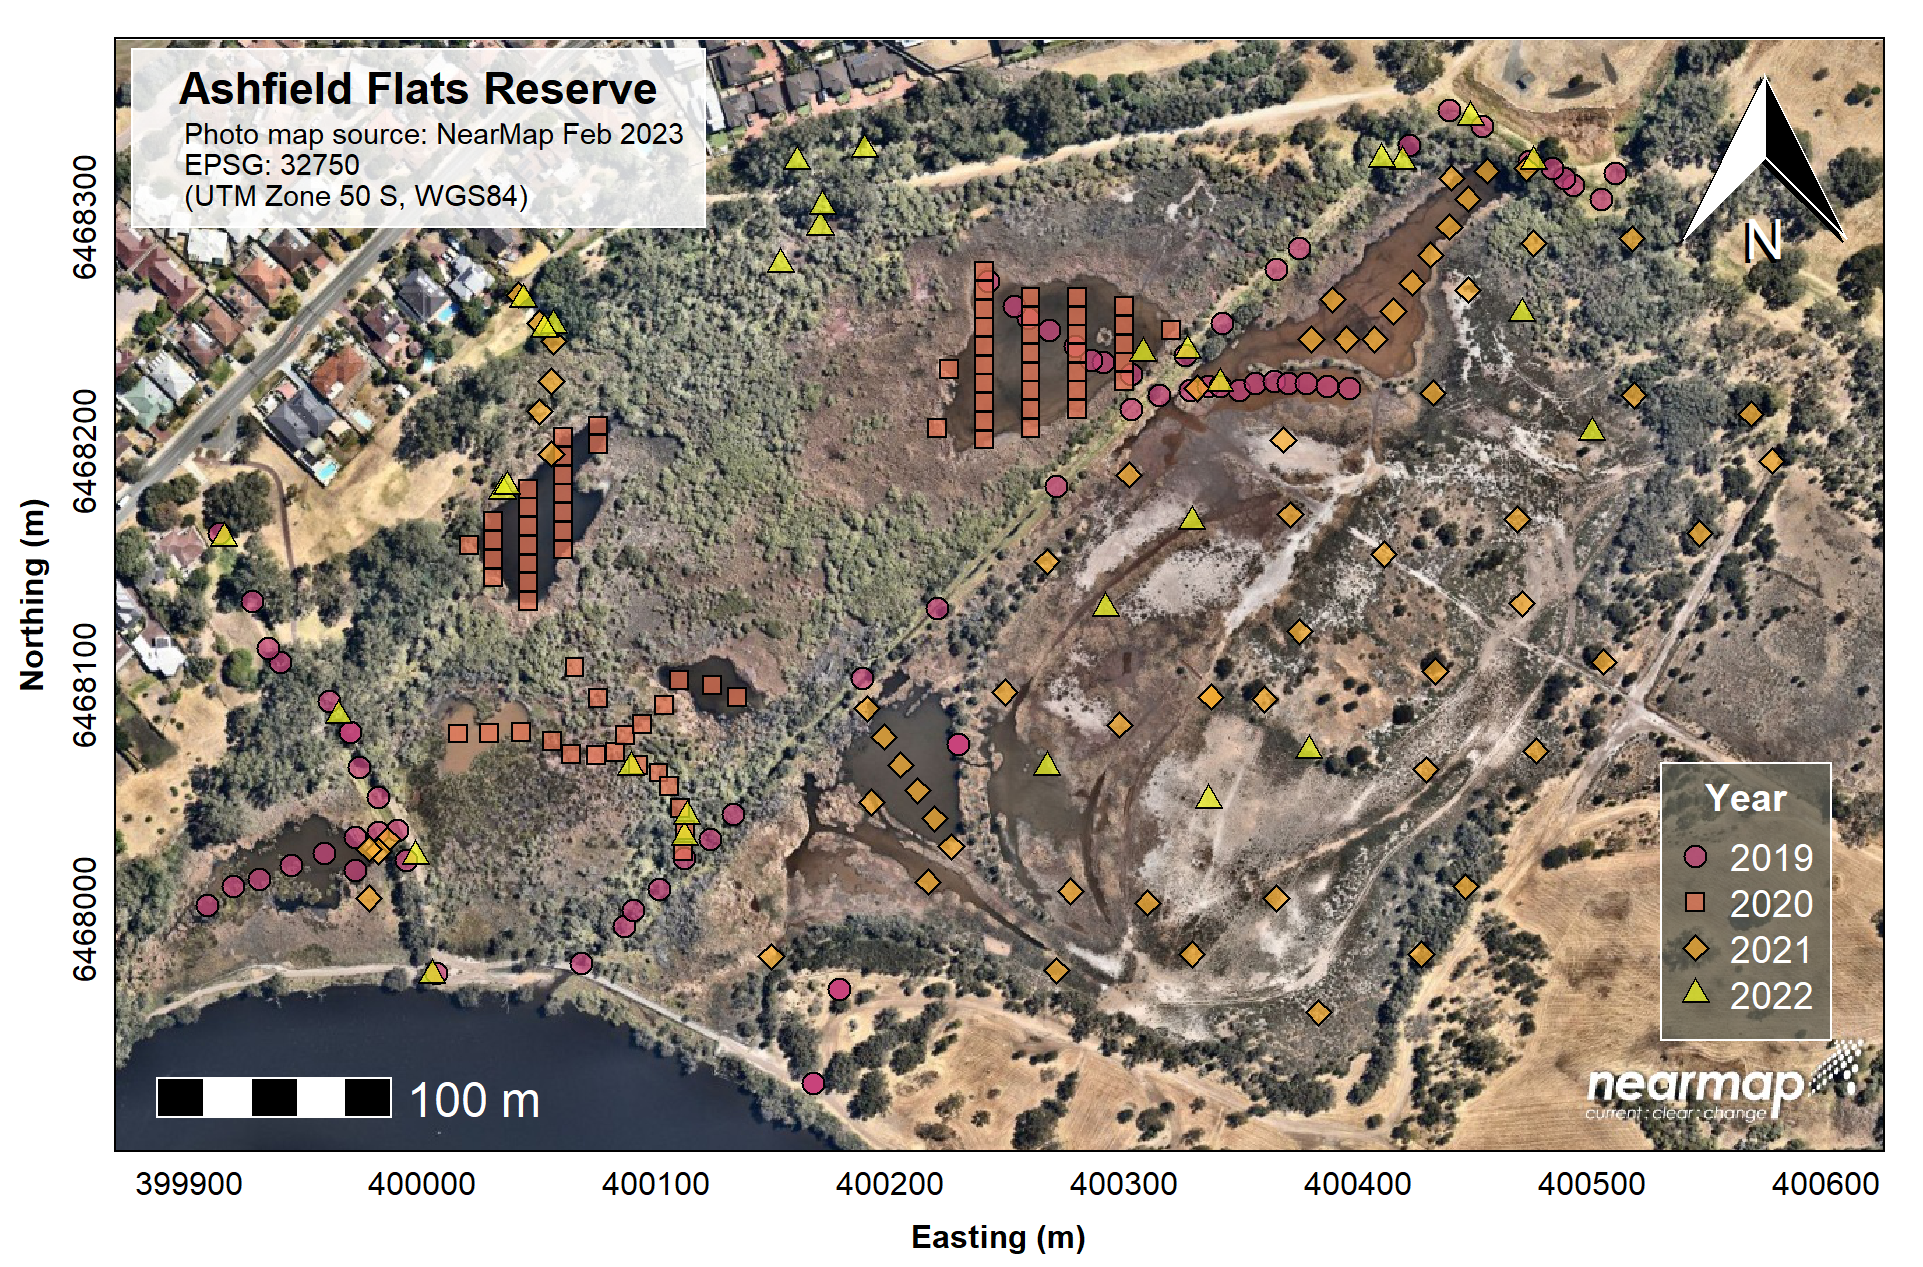 Ashfield Flats Reserve
Photo map source: NearMap Feb 2023
EPSG: 32750
(UTM Zone 50 S, WGS84)
N
6468300
6468200
6468100
6468000
Northing (m)
Year
2019
2020
2021
2022
100 m
nearmap
current:clear:change
399900 400000 400100 400200 400300 400400 400500 400600
Easting (m)